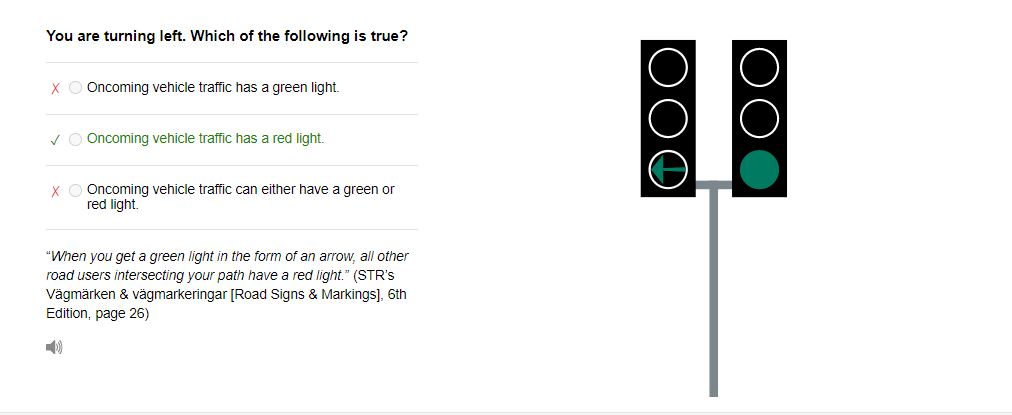 You are turning left. Which of the following is true?
X Oncoming vehicle traffic has a green light.
✓ Oncoming vehicle traffic has a red light.
X Oncoming vehicle traffic can either have a green or
red light.
“When you get a green light in the form of an arrow, all other
road users intersecting your path have a red light.” (STR’s
Vägmärken & vägmarkeringar [Road Signs & Markings], 6th
Edition, page 26)